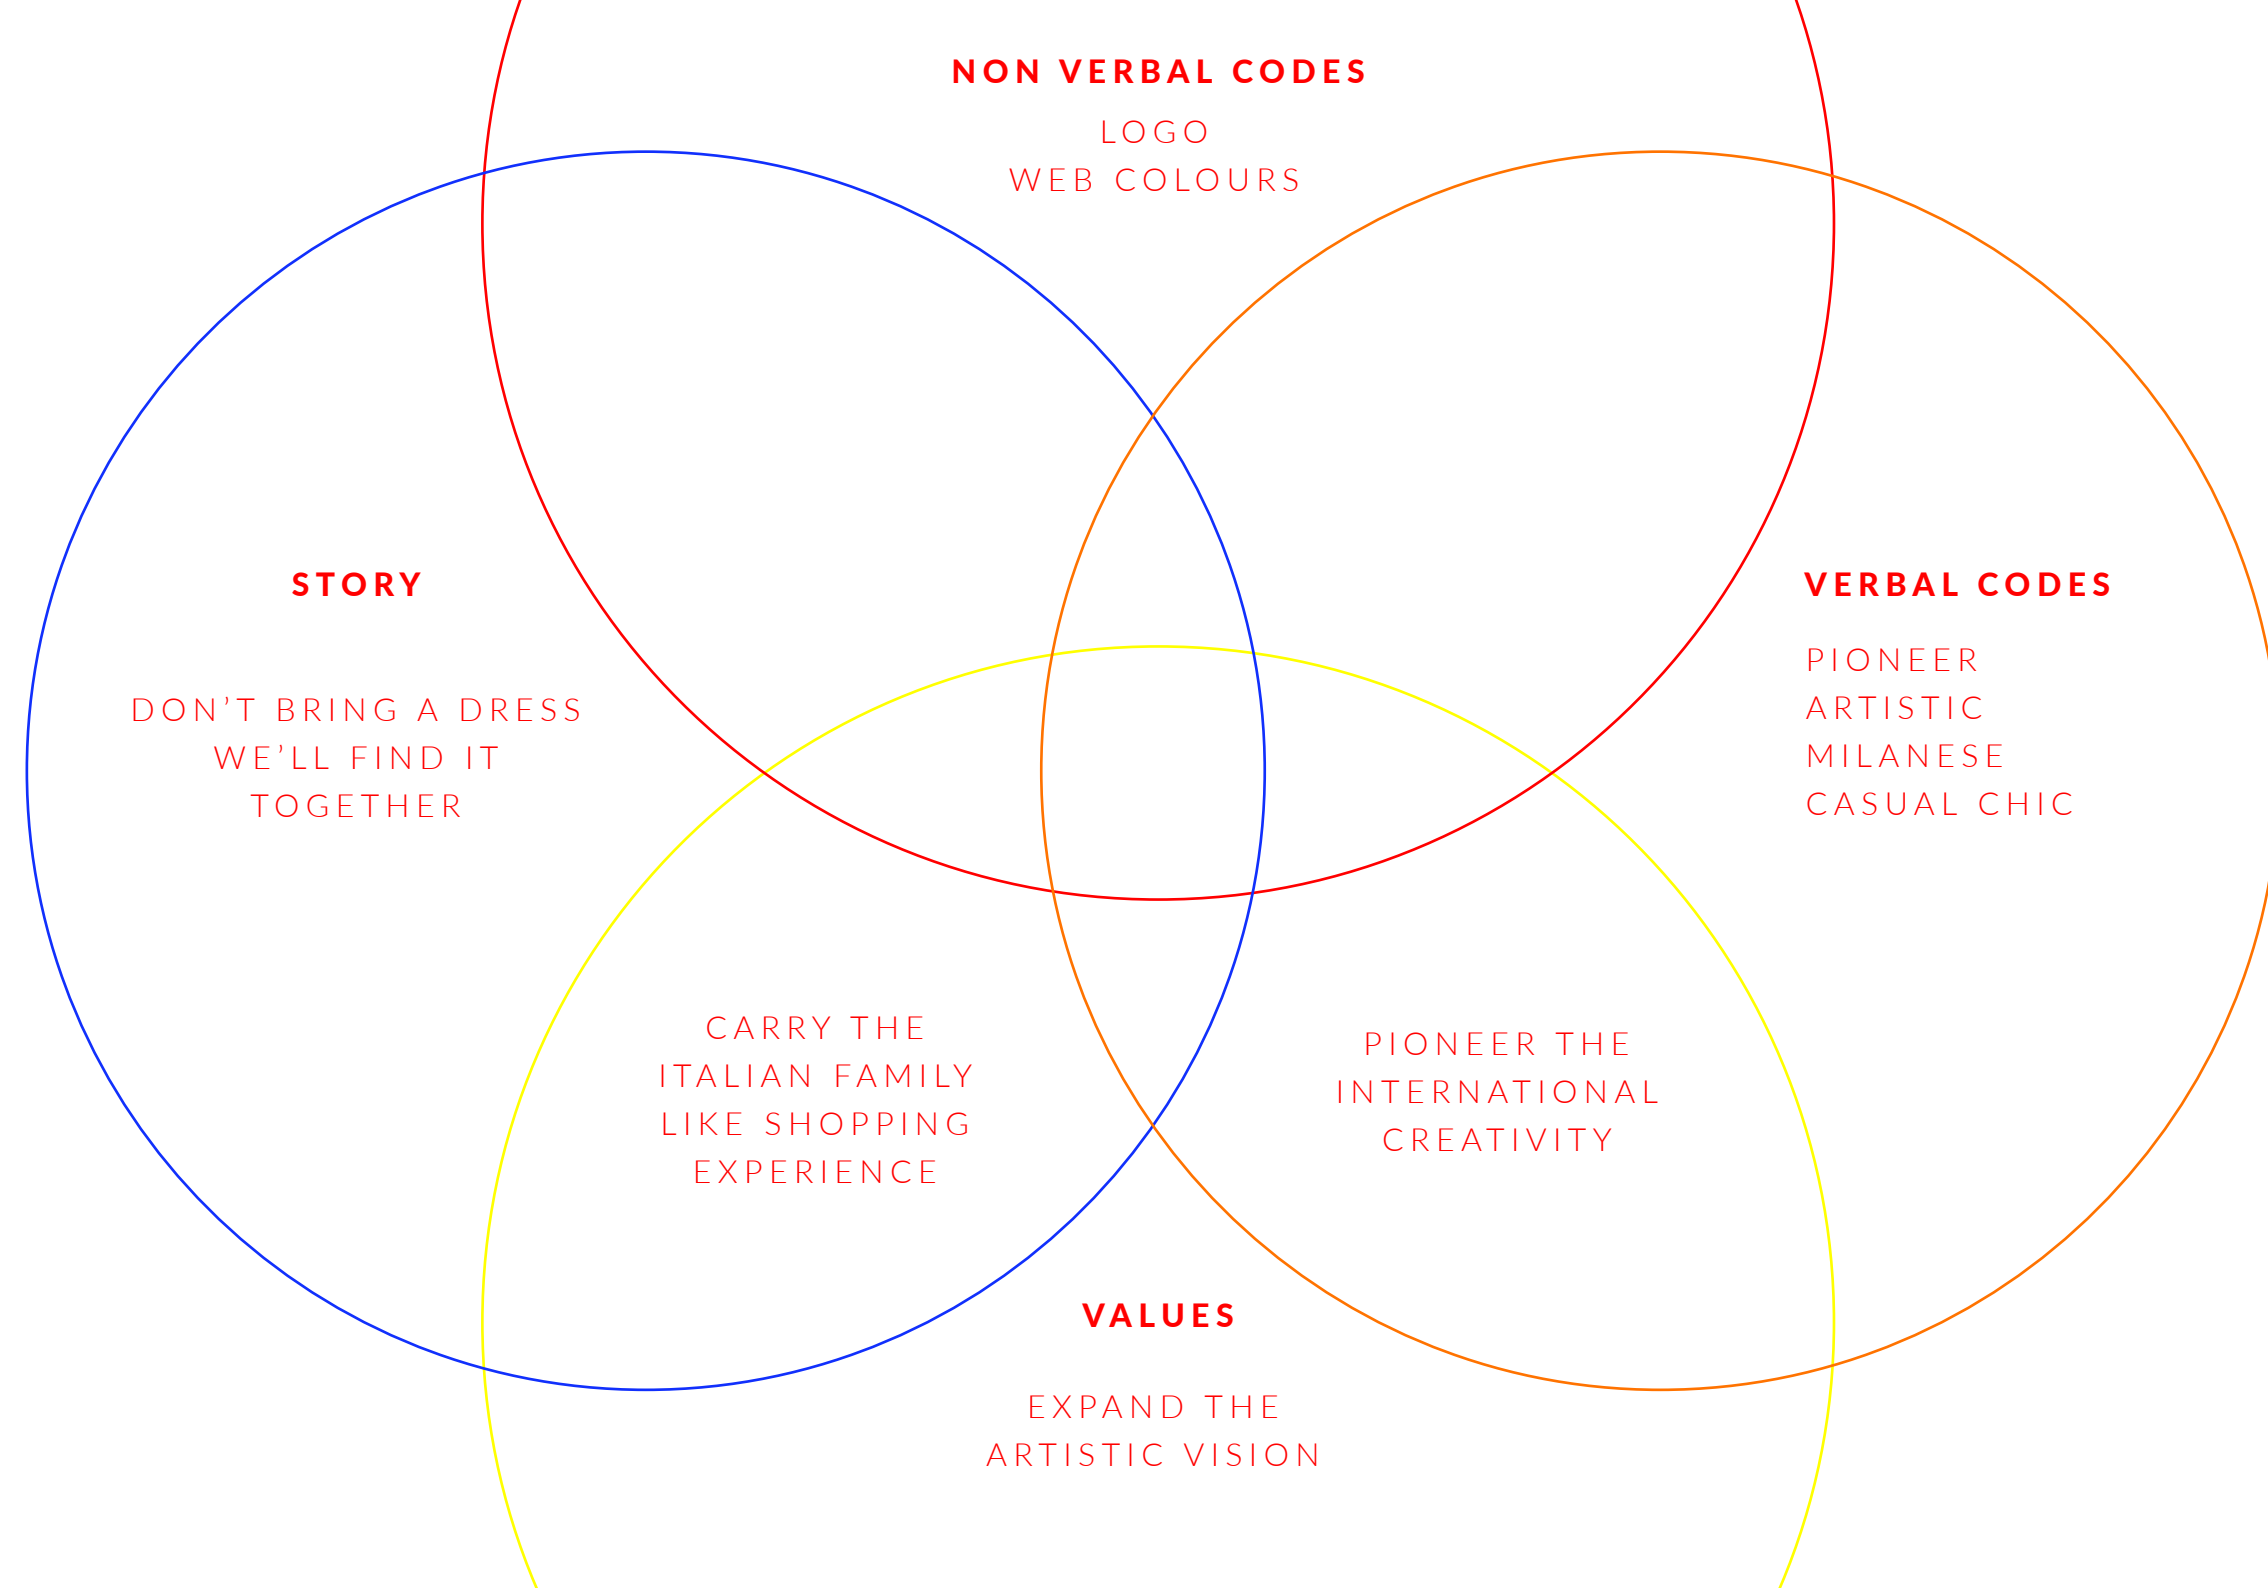 NON VERBAL CODES
LOGO
WEB COLOURS
STORY
DON’T BRING A DRESS
WE’LL FIND IT
TOGETHER
VERBAL CODES
PIONEER
ARTISTIC
MILANESE
CASUAL CHIC
CARRY THE
ITALIAN FAMILY
LIKE SHOPPING
EXPERIENCE
PIONEER THE
INTERNATIONAL
CREATIVITY
VALUES
EXPAND THE
ARTISTIC VISION